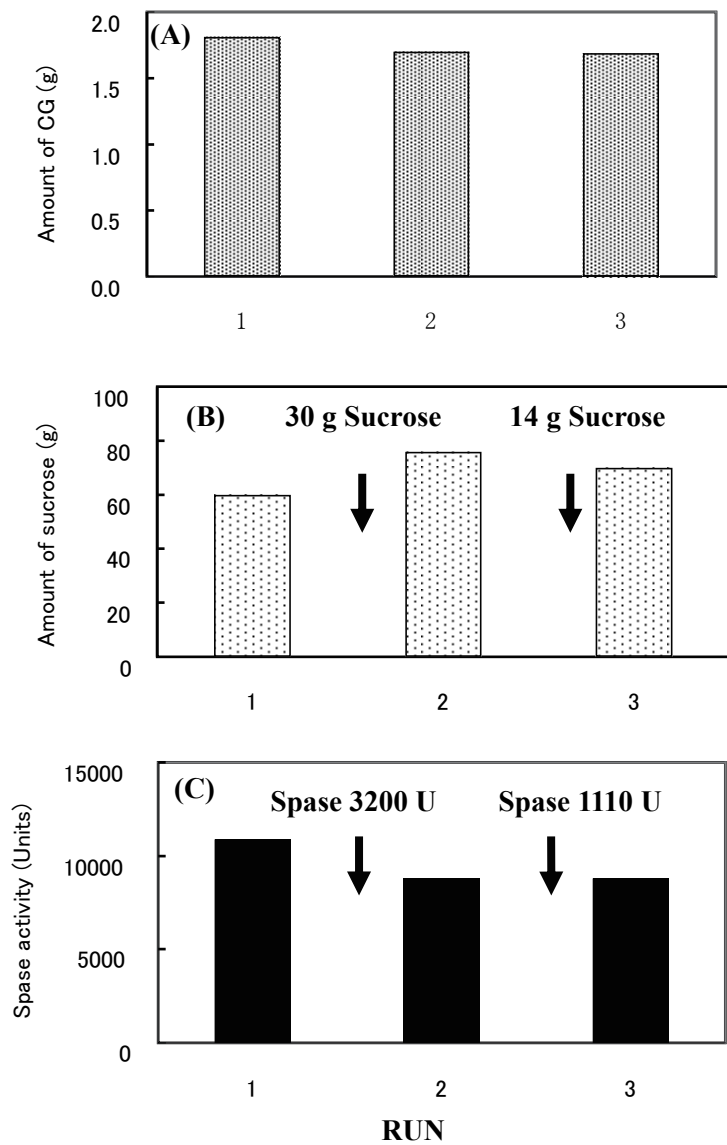 (A)
Amount of CG (g)
2.0
1.5
1.0
0.5
0.0
1 2 3
(B) 30 g Sucrose 14 g Sucrose
Amount of sucrose (g)
100
80
60
40
20
0
1 2 3
(C) Spase 3200 U Spase 1110 U
Spase activity (Units)
15000
10000
5000
0
1 2 3
RUN